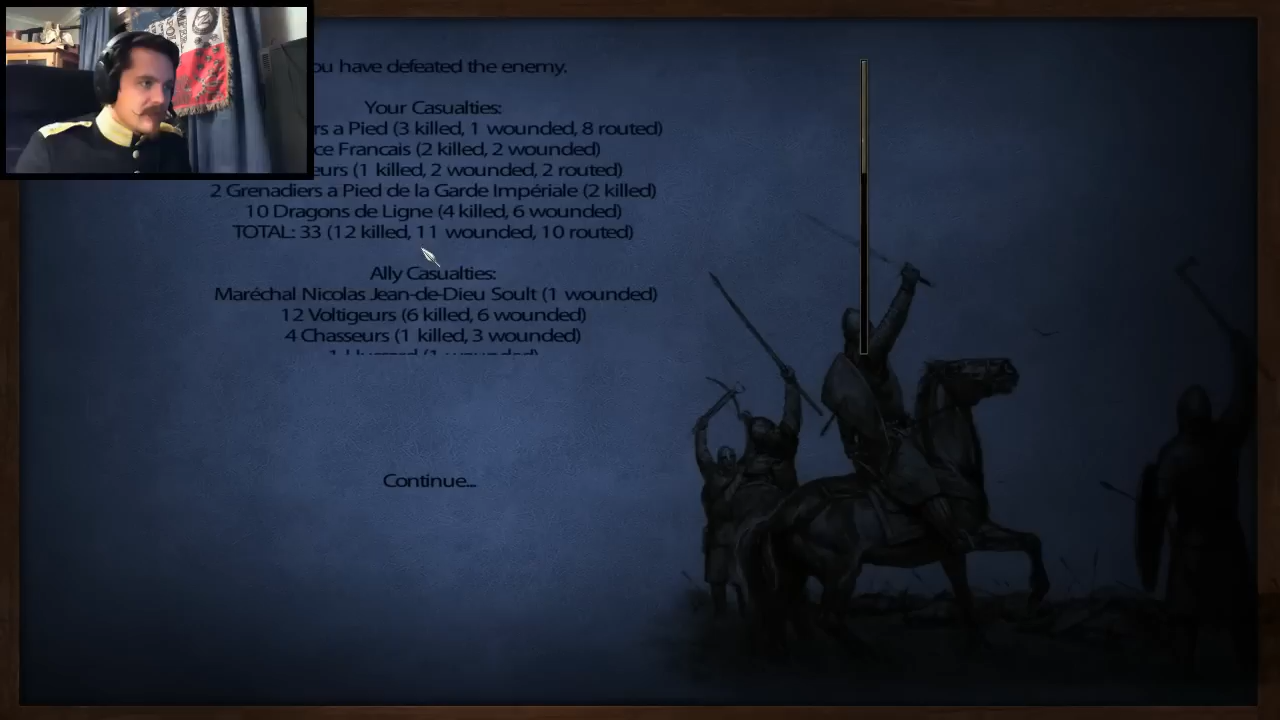 ou have defeated the enemy.
Your Casualties:
rs a Pied (3 killed, 1 wounded, 8 routed)
ce Francais (2 killed, 2 wounded)
eurs (1 killed, 2 wounded, 2 routed)
2 Grenadiers a Pied de la Garde Impériale (2 killed)
10 Dragons de Ligne (4 killed, 6 wounded)
TOTAL: 33 (12 killed, 11 wounded, 10 routed)
Ally Casualties:
Maréchal Nicolas Jean-de-Dieu Soult (1 wounded)
12 Voltigeurs (6 killed, 6 wounded)
4 Chasseurs (1 killed, 3 wounded)
Continue...